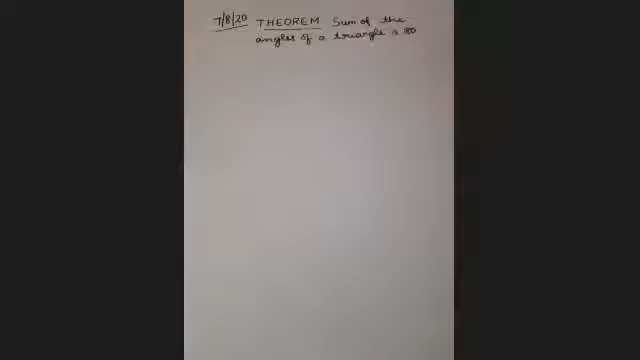 7/8/20 THEOREM Sum of the
angles of a triangle is 180